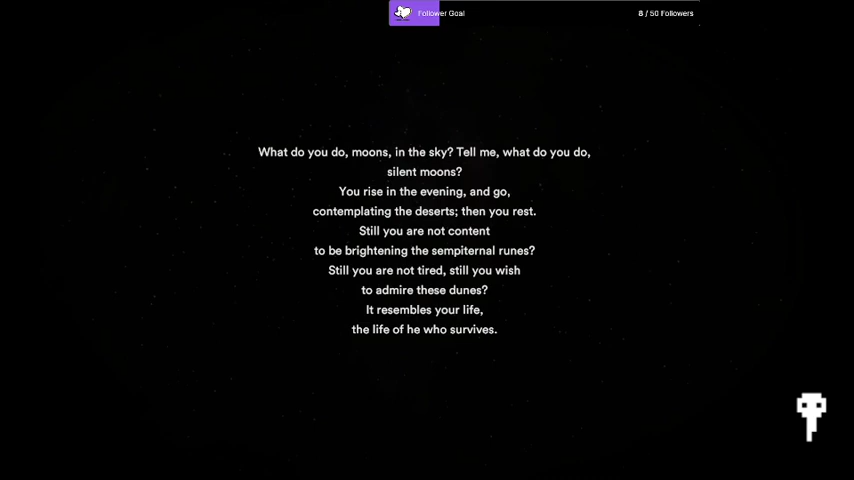 Follower Goal
8 / 50 Followers
What do you do, moons, in the sky? Tell me, what do you do,
silent moons?
You rise in the evening, and go,
contemplating the deserts; then you rest.
Still you are not content
to be brightening the sempiternal runes?
Still you are not tired, still you wish
to admire these dunes?
It resembles your life,
the life of he who survives.